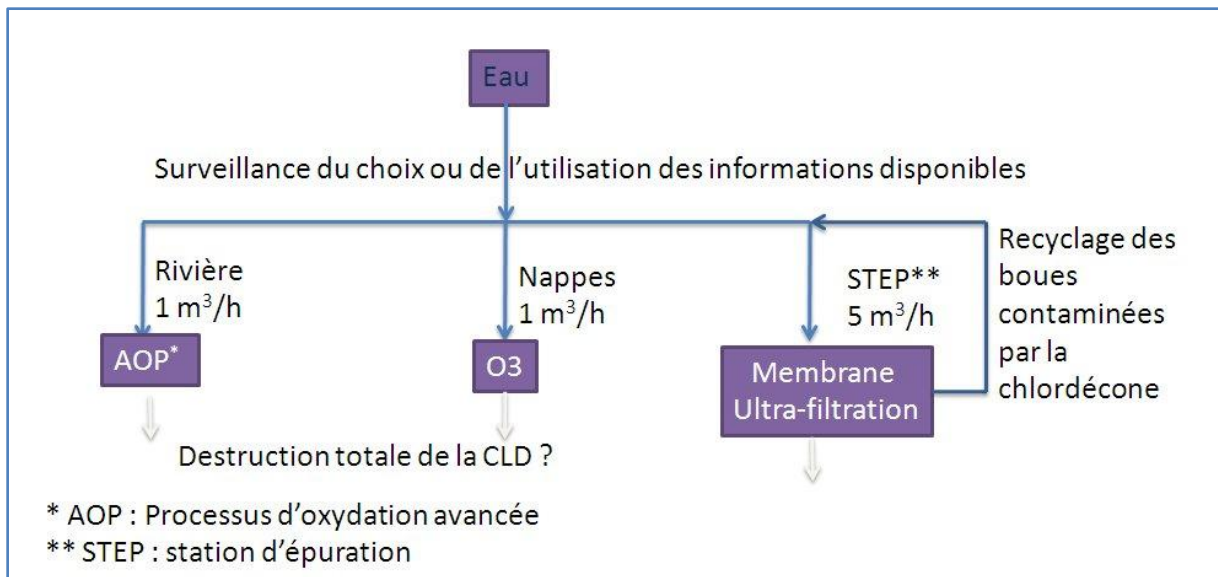 Eau
Surveillance du choix ou de l'utilisation des informations disponibles
Rivière
1 m³/h
Nappes
1 m³/h
STEP**
5 m³/h
Recyclage des
boues
contaminées
par la
chlordécone
AOP*
O3
Membrane
Ultra-filtration
Destruction totale de la CLD ?
* AOP : Processus d'oxydation avancée
** STEP : station d'épuration